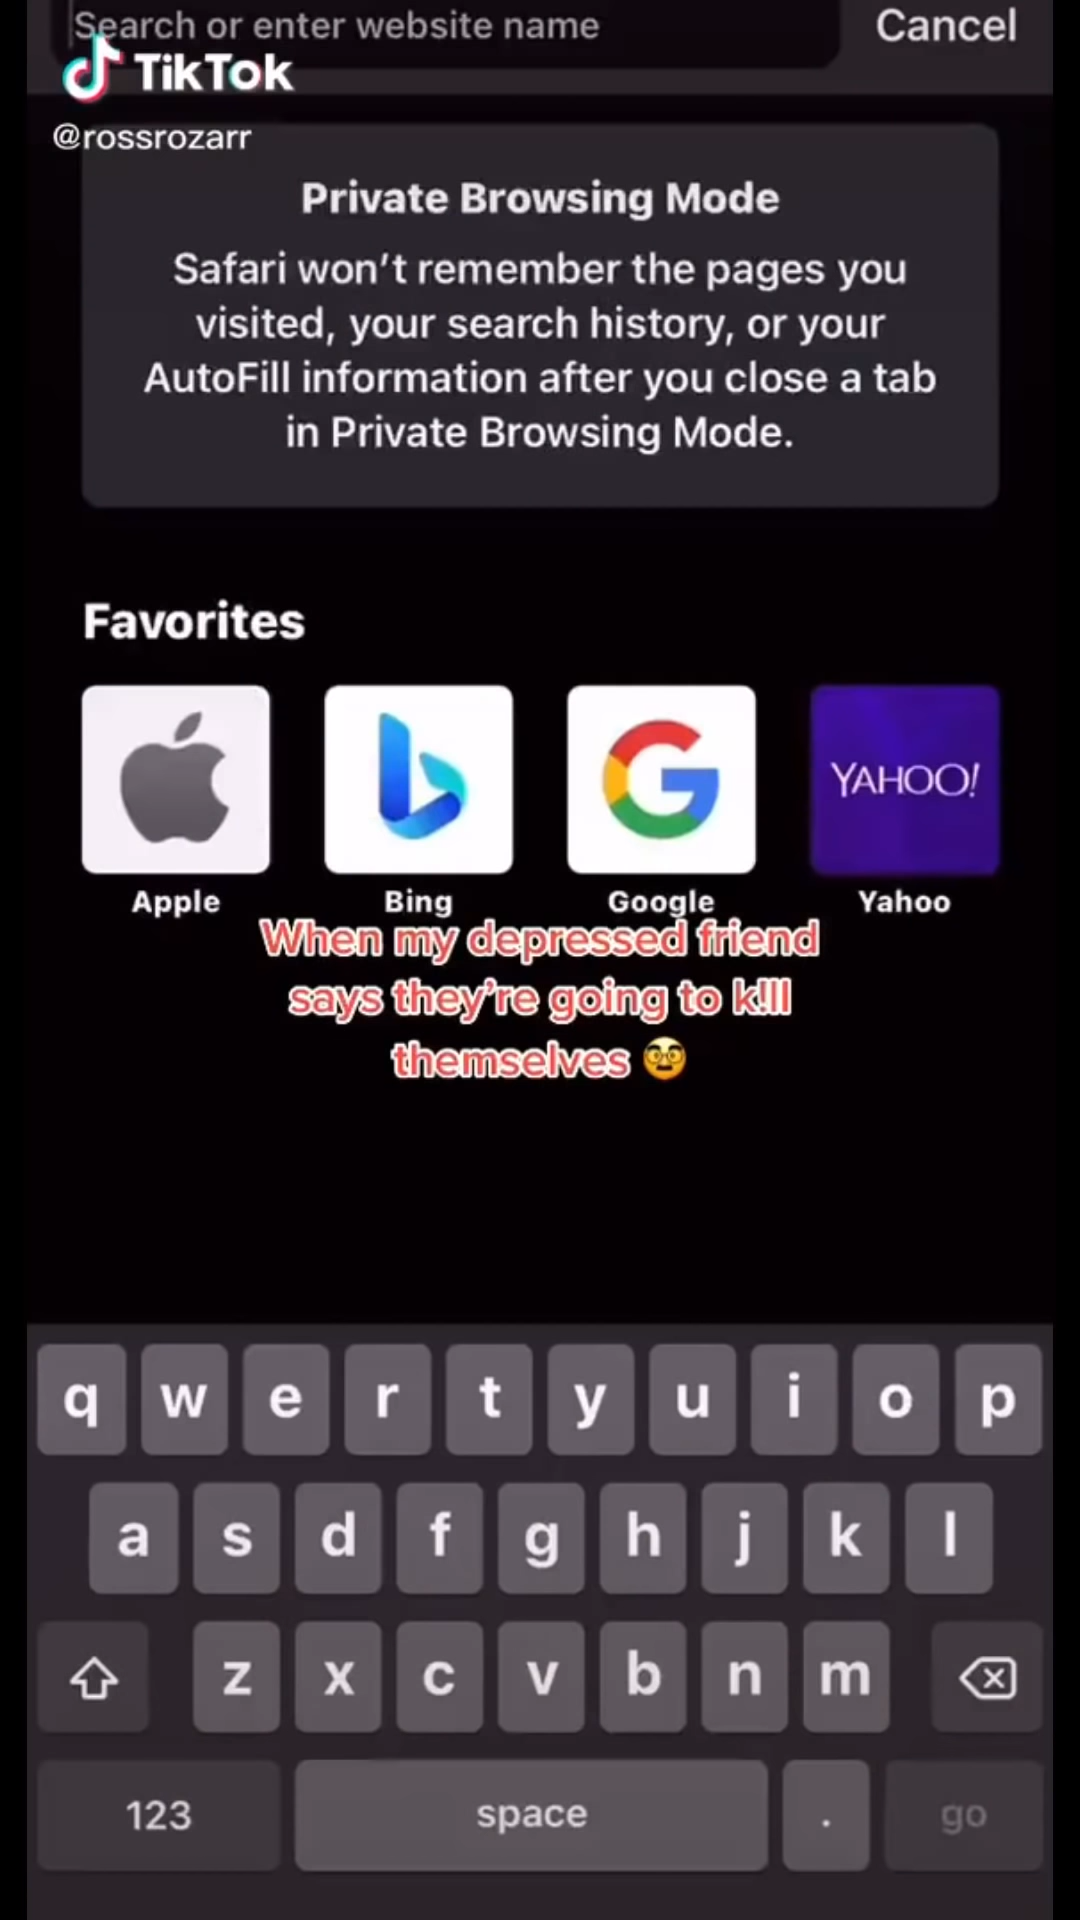 Search or enter website name
Cancel
TikTok
@rossrozarr
Private Browsing Mode
Safari won't remember the pages you
visited, your search history, or your
AutoFill information after you close a tab
in Private Browsing Mode.
Favorites
YAHOO!
Apple
Bing
Google
Yahoo
When my depressed friend
says they're going to k!ll
themselves 🥸
q w e r t y u i o p
a s d f g h j k l
z x c v b n m
123
space
.
go